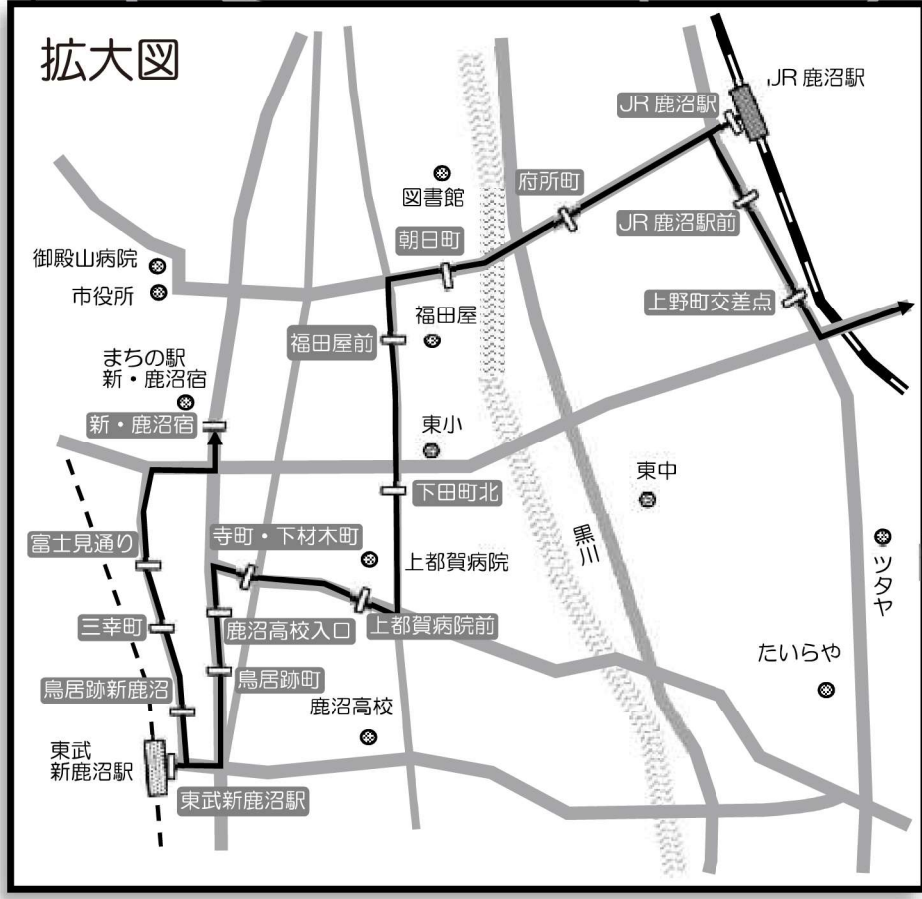 拡大図
JR 鹿沼駅
JR 鹿沼駅
図書館
府所町
朝日町
JR 鹿沼駅前
御殿山病院
市役所
上野町交差点
福田屋
福田屋前
まちの駅
新・鹿沼宿
新・鹿沼宿
東小
東中
下田町北
富士見通り
寺町・下材木町
上都賀病院
黒川
ツタヤ
三幸町
鹿沼高校入口
上都賀病院前
たいらや
鳥居跡新鹿沼
鳥居跡町
鹿沼高校
東武
新鹿沼駅
東武新鹿沼駅